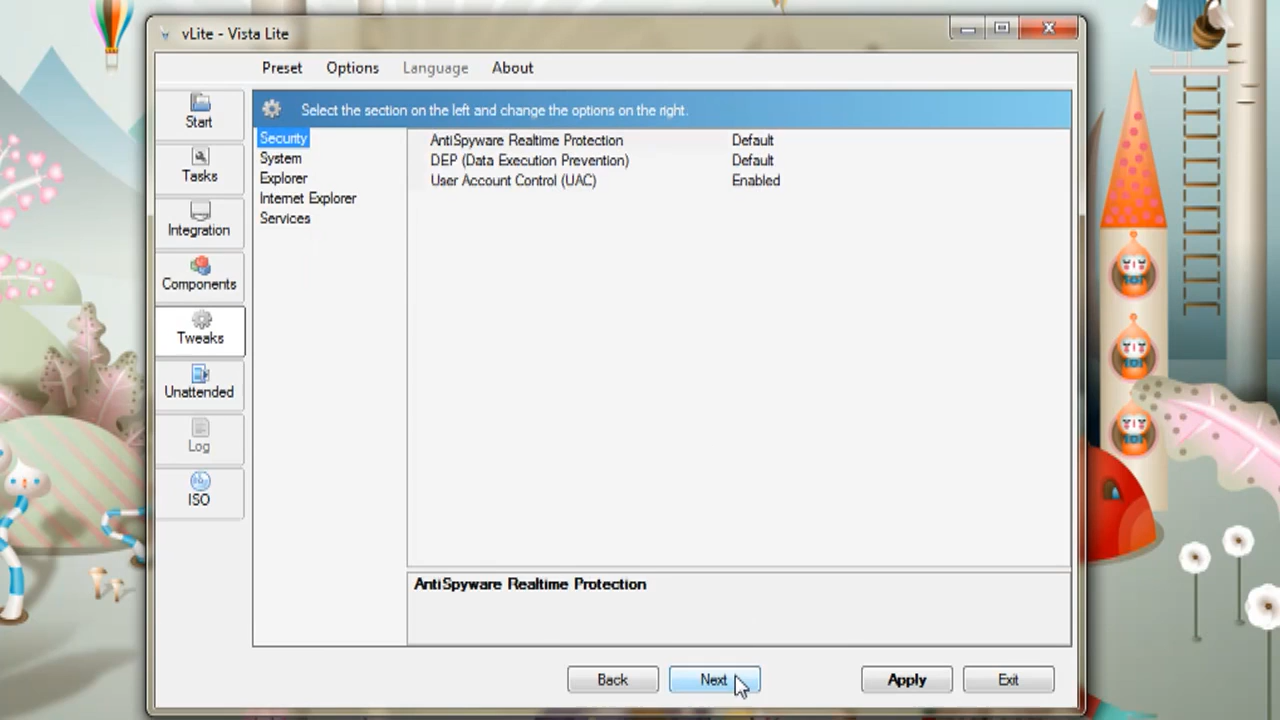 vLite - Vista Lite
Preset Options Language About
Start
Tasks
Integration
Components
Tweaks
Unattended
Log
ISO
Select the section on the left and change the options on the right.
Security
System
Explorer
Internet Explorer
Services
AntiSpyware Realtime Protection Default
DEP (Data Execution Prevention) Default
User Account Control (UAC) Enabled
AntiSpyware Realtime Protection
Back Next Apply Exit